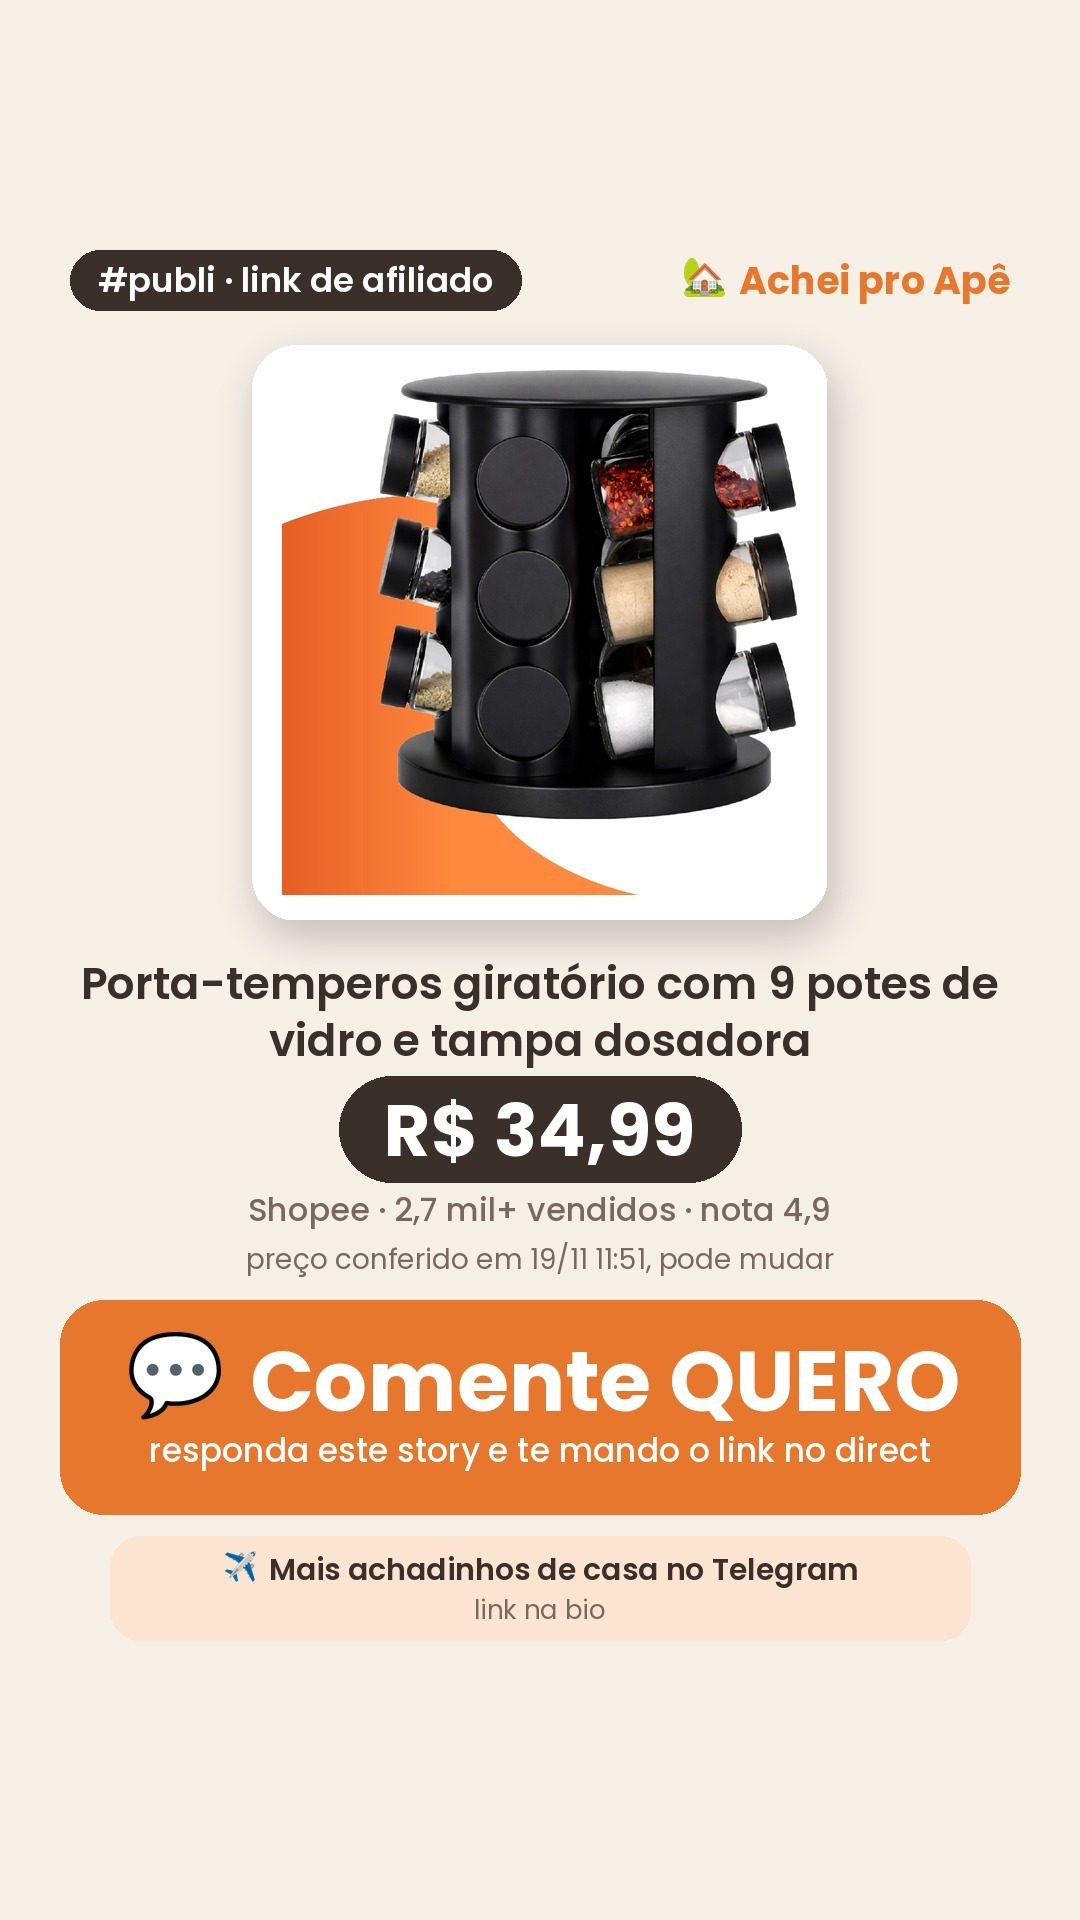 #publi · link de afiliado
🏡 Achei pro Apê
Porta-temperos giratório com 9 potes de
vidro e tampa dosadora
R$ 34,99
Shopee · 2,7 mil+ vendidos · nota 4,9
preço conferido em 19/11 11:51, pode mudar
💬 Comente QUERO
responda este story e te mando o link no direct
✈️ Mais achadinhos de casa no Telegram
link na bio